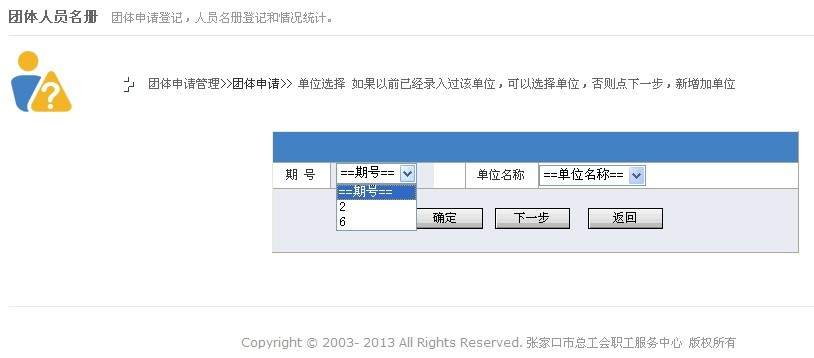 团体人员名册 团体申请登记，人员名册登记和情况统计。
团体申请管理>>团体申请>> 单位选择 如果以前已经录入过该单位，可以选择单位，否则点下一步，新增加单位
期 号 ==期号== 单位名称 ==单位名称==
==期号==
2
6
确定 下一步 返回
Copyright © 2003- 2013 All Rights Reserved. 张家口市总工会职工服务中心 版权所有